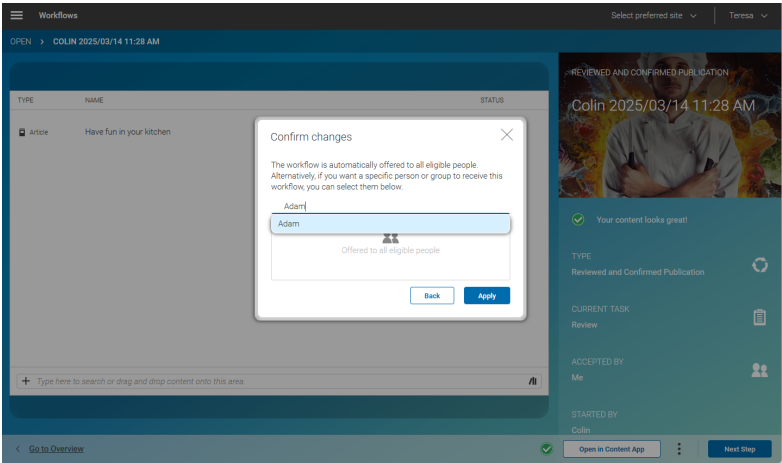 Workflows
Select preferred site
Teresa
OPEN > COLIN 2025/03/14 11:28 AM
REVIEWED AND CONFIRMED PUBLICATION
Colin 2025/03/14 11:28 AM
TYPE NAME STATUS
Article Have fun in your kitchen
Confirm changes
The workflow is automatically offered to all eligible people.
Alternatively, if you want a specific person or group to receive this
workflow, you can select them below.
Adam
Adam
Offered to all eligible people
Back Apply
Your content looks great!
TYPE
Reviewed and Confirmed Publication
CURRENT TASK
Review
ACCEPTED BY
Me
STARTED BY
Colin
Type here to search or drag and drop content onto this area.
Go to Overview
Open in Content App
Next Step